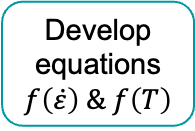 Develop
equations
f(ε̇) & f(T)